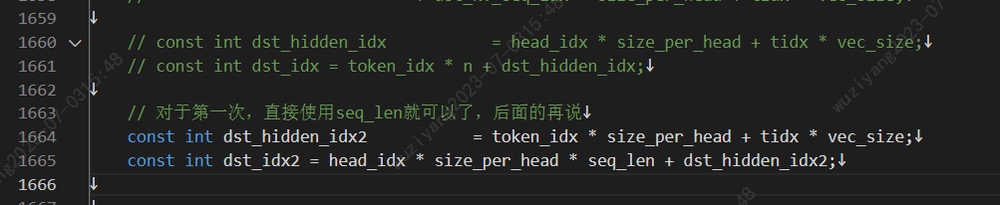 1659
1660 // const int dst_hidden_idx = head_idx * size_per_head + tidx * vec_size;↓
1661 // const int dst_idx = token_idx * n + dst_hidden_idx;↓
1662
1663 // 对于第一次，直接使用seq_len就可以了，后面的再说↓
1664 const int dst_hidden_idx2 = token_idx * size_per_head + tidx * vec_size;↓
1665 const int dst_idx2 = head_idx * size_per_head * seq_len + dst_hidden_idx2;↓
1666 ↓